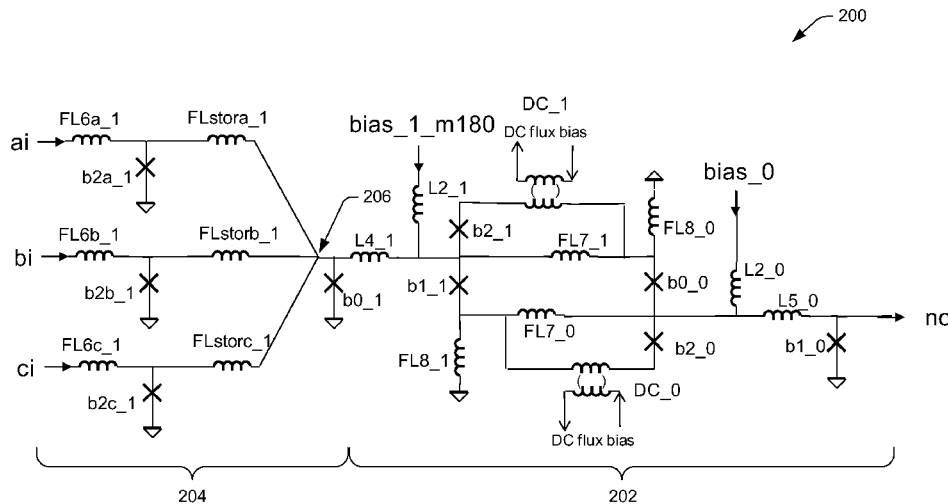 200
FL6a_1
FLstora_1
ai
b2a_1
bias_1_m180
DC_1
DC flux bias
L2_1
bias_0
206
FL6b_1
FLstorb_1
bi
b2b_1
L4_1
b0_1
b2_1
FL7_1
FL8_0
b1_1
b0_0
L2_0
L5_0
no
FL6c_1
FLstorc_1
ci
b2c_1
FL8_1
FL7_0
b2_0
b1_0
DC_0
DC flux bias
204
202